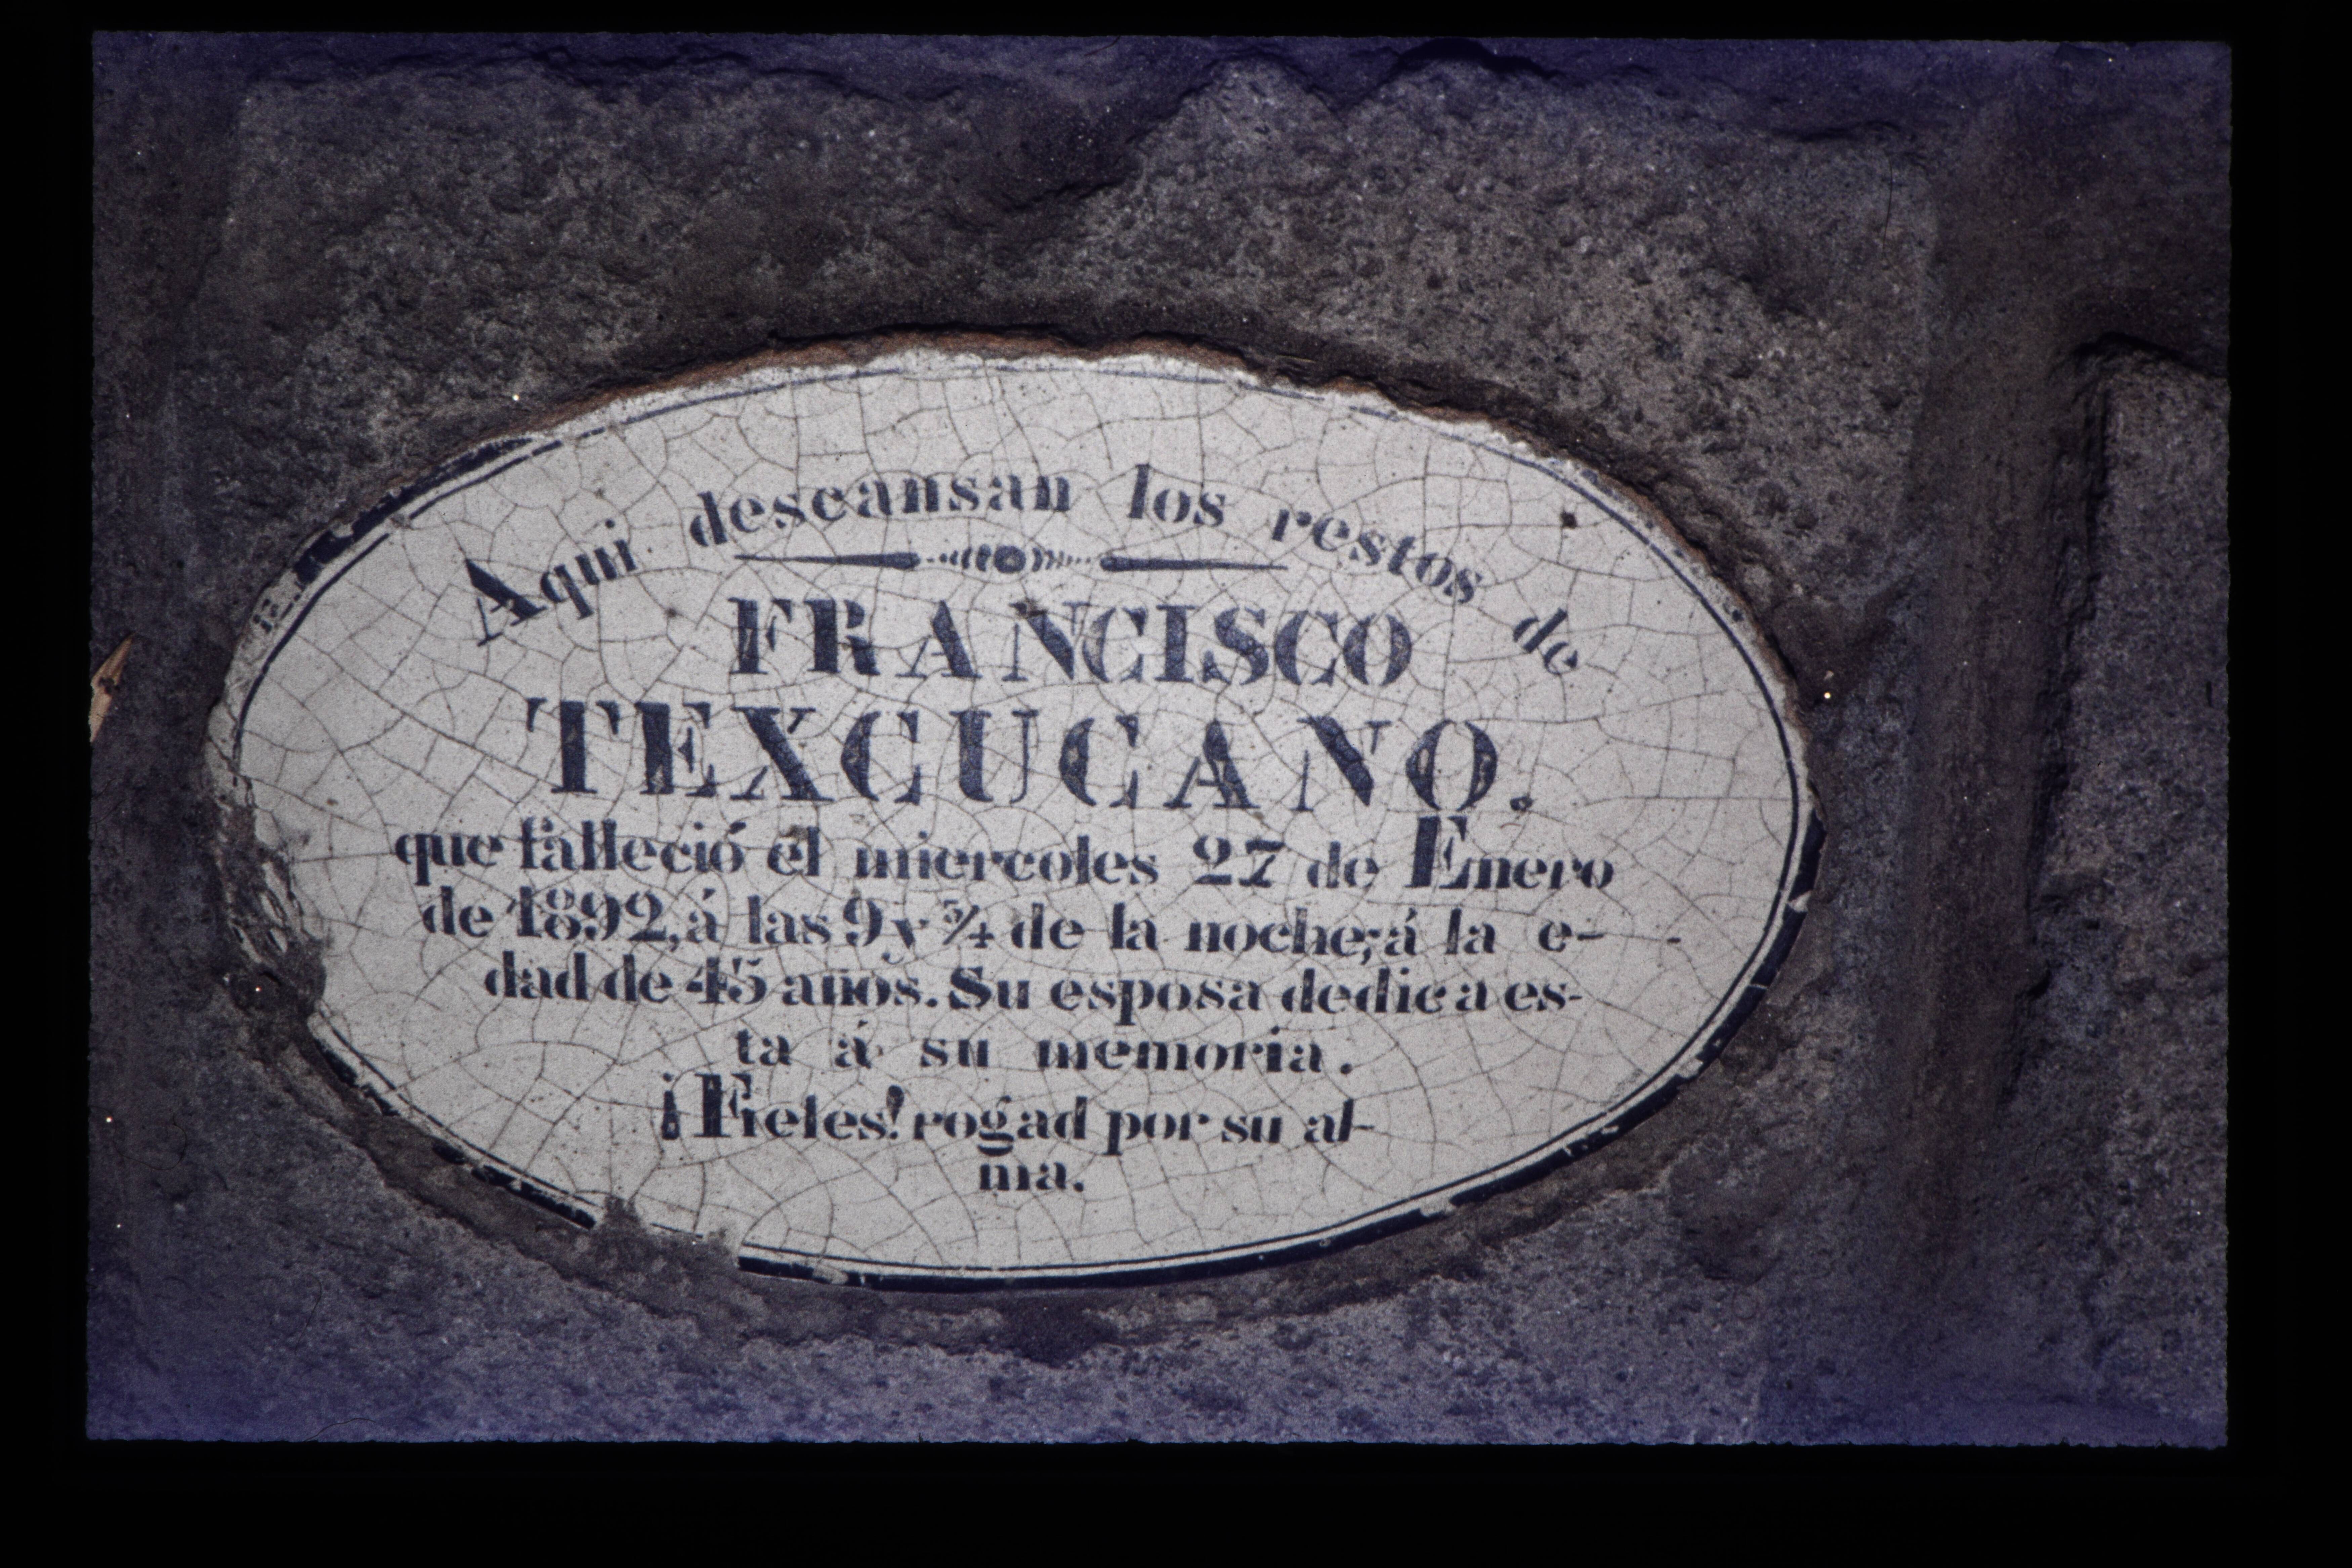 Aqui descansan los restos de
FRANCISCO
TEXCUCANO.
que falleció el miercoles 27 de Enero
de 1892, á las 9 y ¾ de la noche, á la e-
dad de 45 años. Su esposa dedica es-
ta á su memoria.
¡Fieles! rogad por su al-
ma.